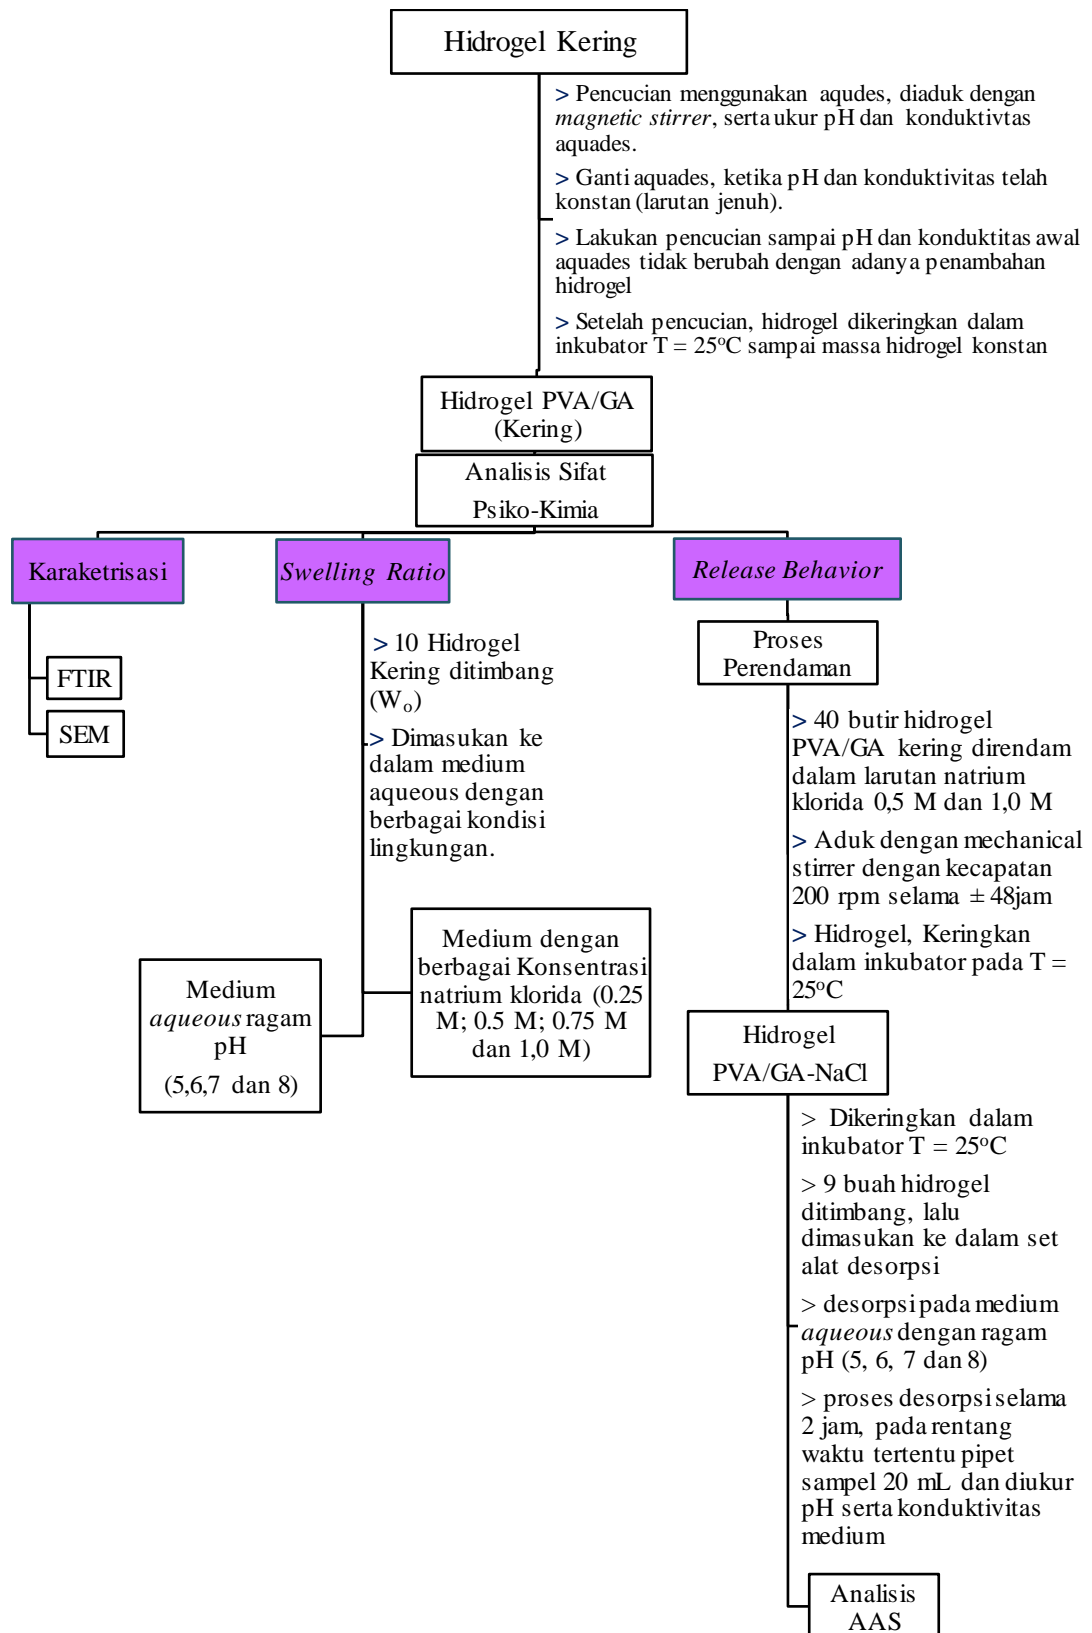 Hidrogel Kering
> Pencucian menggunakan aqudes, diaduk dengan
magnetic stirrer, serta ukur pH dan konduktivtas
aquades.
> Ganti aquades, ketika pH dan konduktivitas telah
konstan (larutan jenuh).
> Lakukan pencucian sampai pH dan konduktitas awal
aquades tidak berubah dengan adanya penambahan
hidrogel
> Setelah pencucian, hidrogel dikeringkan dalam
inkubator T = 25°C sampai massa hidrogel konstan
Hidrogel PVA/GA
(Kering)
Analisis Sifat
Psiko-Kimia
Karaketrisasi
FTIR
SEM
Swelling Ratio
> 10 Hidrogel
Kering ditimbang
(Wₒ)
> Dimasukan ke
dalam medium
aqueous dengan
berbagai kondisi
lingkungan.
Medium
aqueous ragam
pH
(5,6,7 dan 8)
Medium dengan
berbagai Konsentrasi
natrium klorida (0.25
M; 0.5 M; 0.75 M
dan 1,0 M)
Release Behavior
Proses
Perendaman
> 40 butir hidrogel
PVA/GA kering direndam
dalam larutan natrium
klorida 0,5 M dan 1,0 M
> Aduk dengan mechanical
stirrer dengan kecapatan
200 rpm selama ± 48jam
> Hidrogel, Keringkan
dalam inkubator pada T =
25°C
Hidrogel
PVA/GA-NaCl
> Dikeringkan dalam
inkubator T = 25°C
> 9 buah hidrogel
ditimbang, lalu
dimasukan ke dalam set
alat desorpsi
> desorpsi pada medium
aqueous dengan ragam
pH (5, 6, 7 dan 8)
> proses desorpsi selama
2 jam, pada rentang
waktu tertentu pipet
sampel 20 mL dan diukur
pH serta konduktivitas
medium
Analisis
AAS